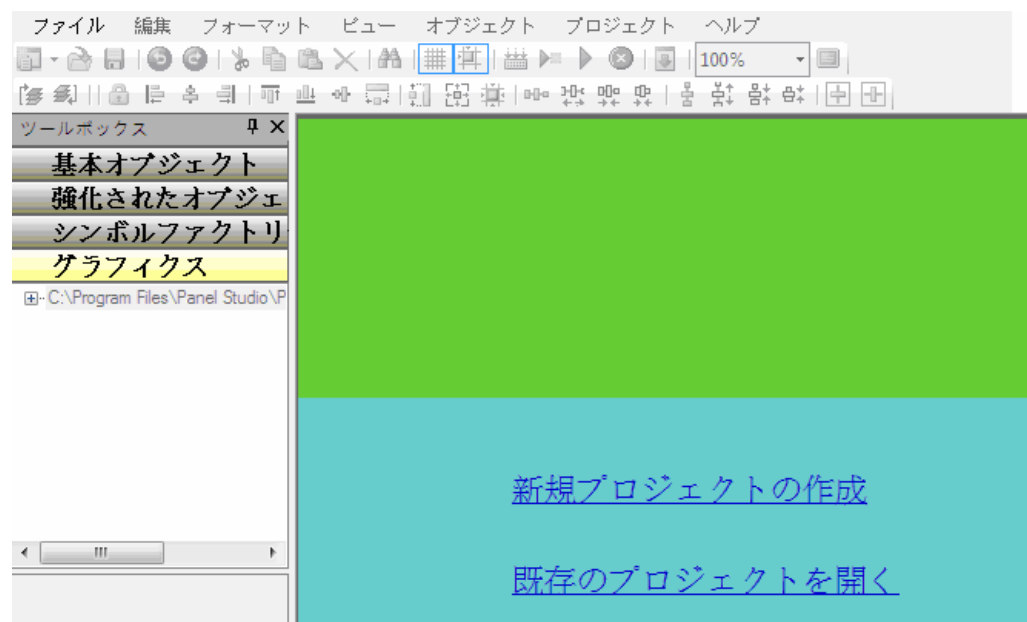 ファイル 編集 フォーマット ビュー オブジェクト プロジェクト ヘルプ
100%
ツールボックス
基本オブジェクト
強化されたオブジェ
シンボルファクトリ
グラフィクス
C:\Program Files\Panel Studio\P
新規プロジェクトの作成
既存のプロジェクトを開く